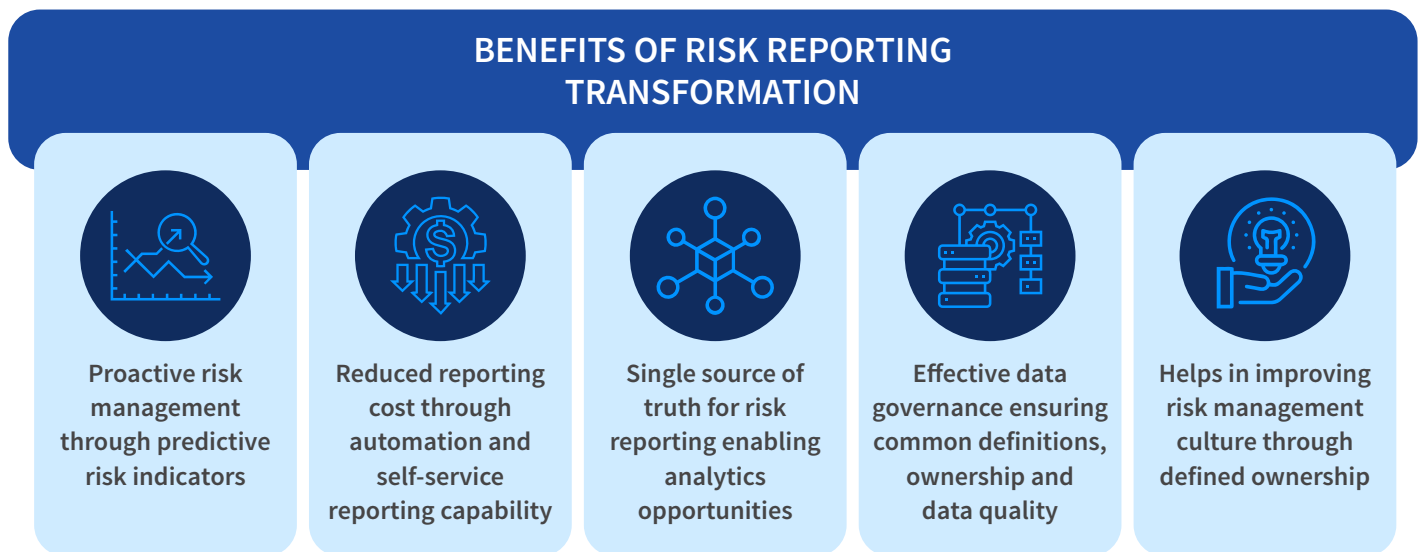 BENEFITS OF RISK REPORTING
TRANSFORMATION
Proactive risk
management
through predictive
risk indicators
Reduced reporting
cost through
automation and
self-service
reporting capability
Single source of
truth for risk
reporting enabling
analytics
opportunities
Effective data
governance ensuring
common definitions,
ownership and
data quality
Helps in improving
risk management
culture through
defined ownership